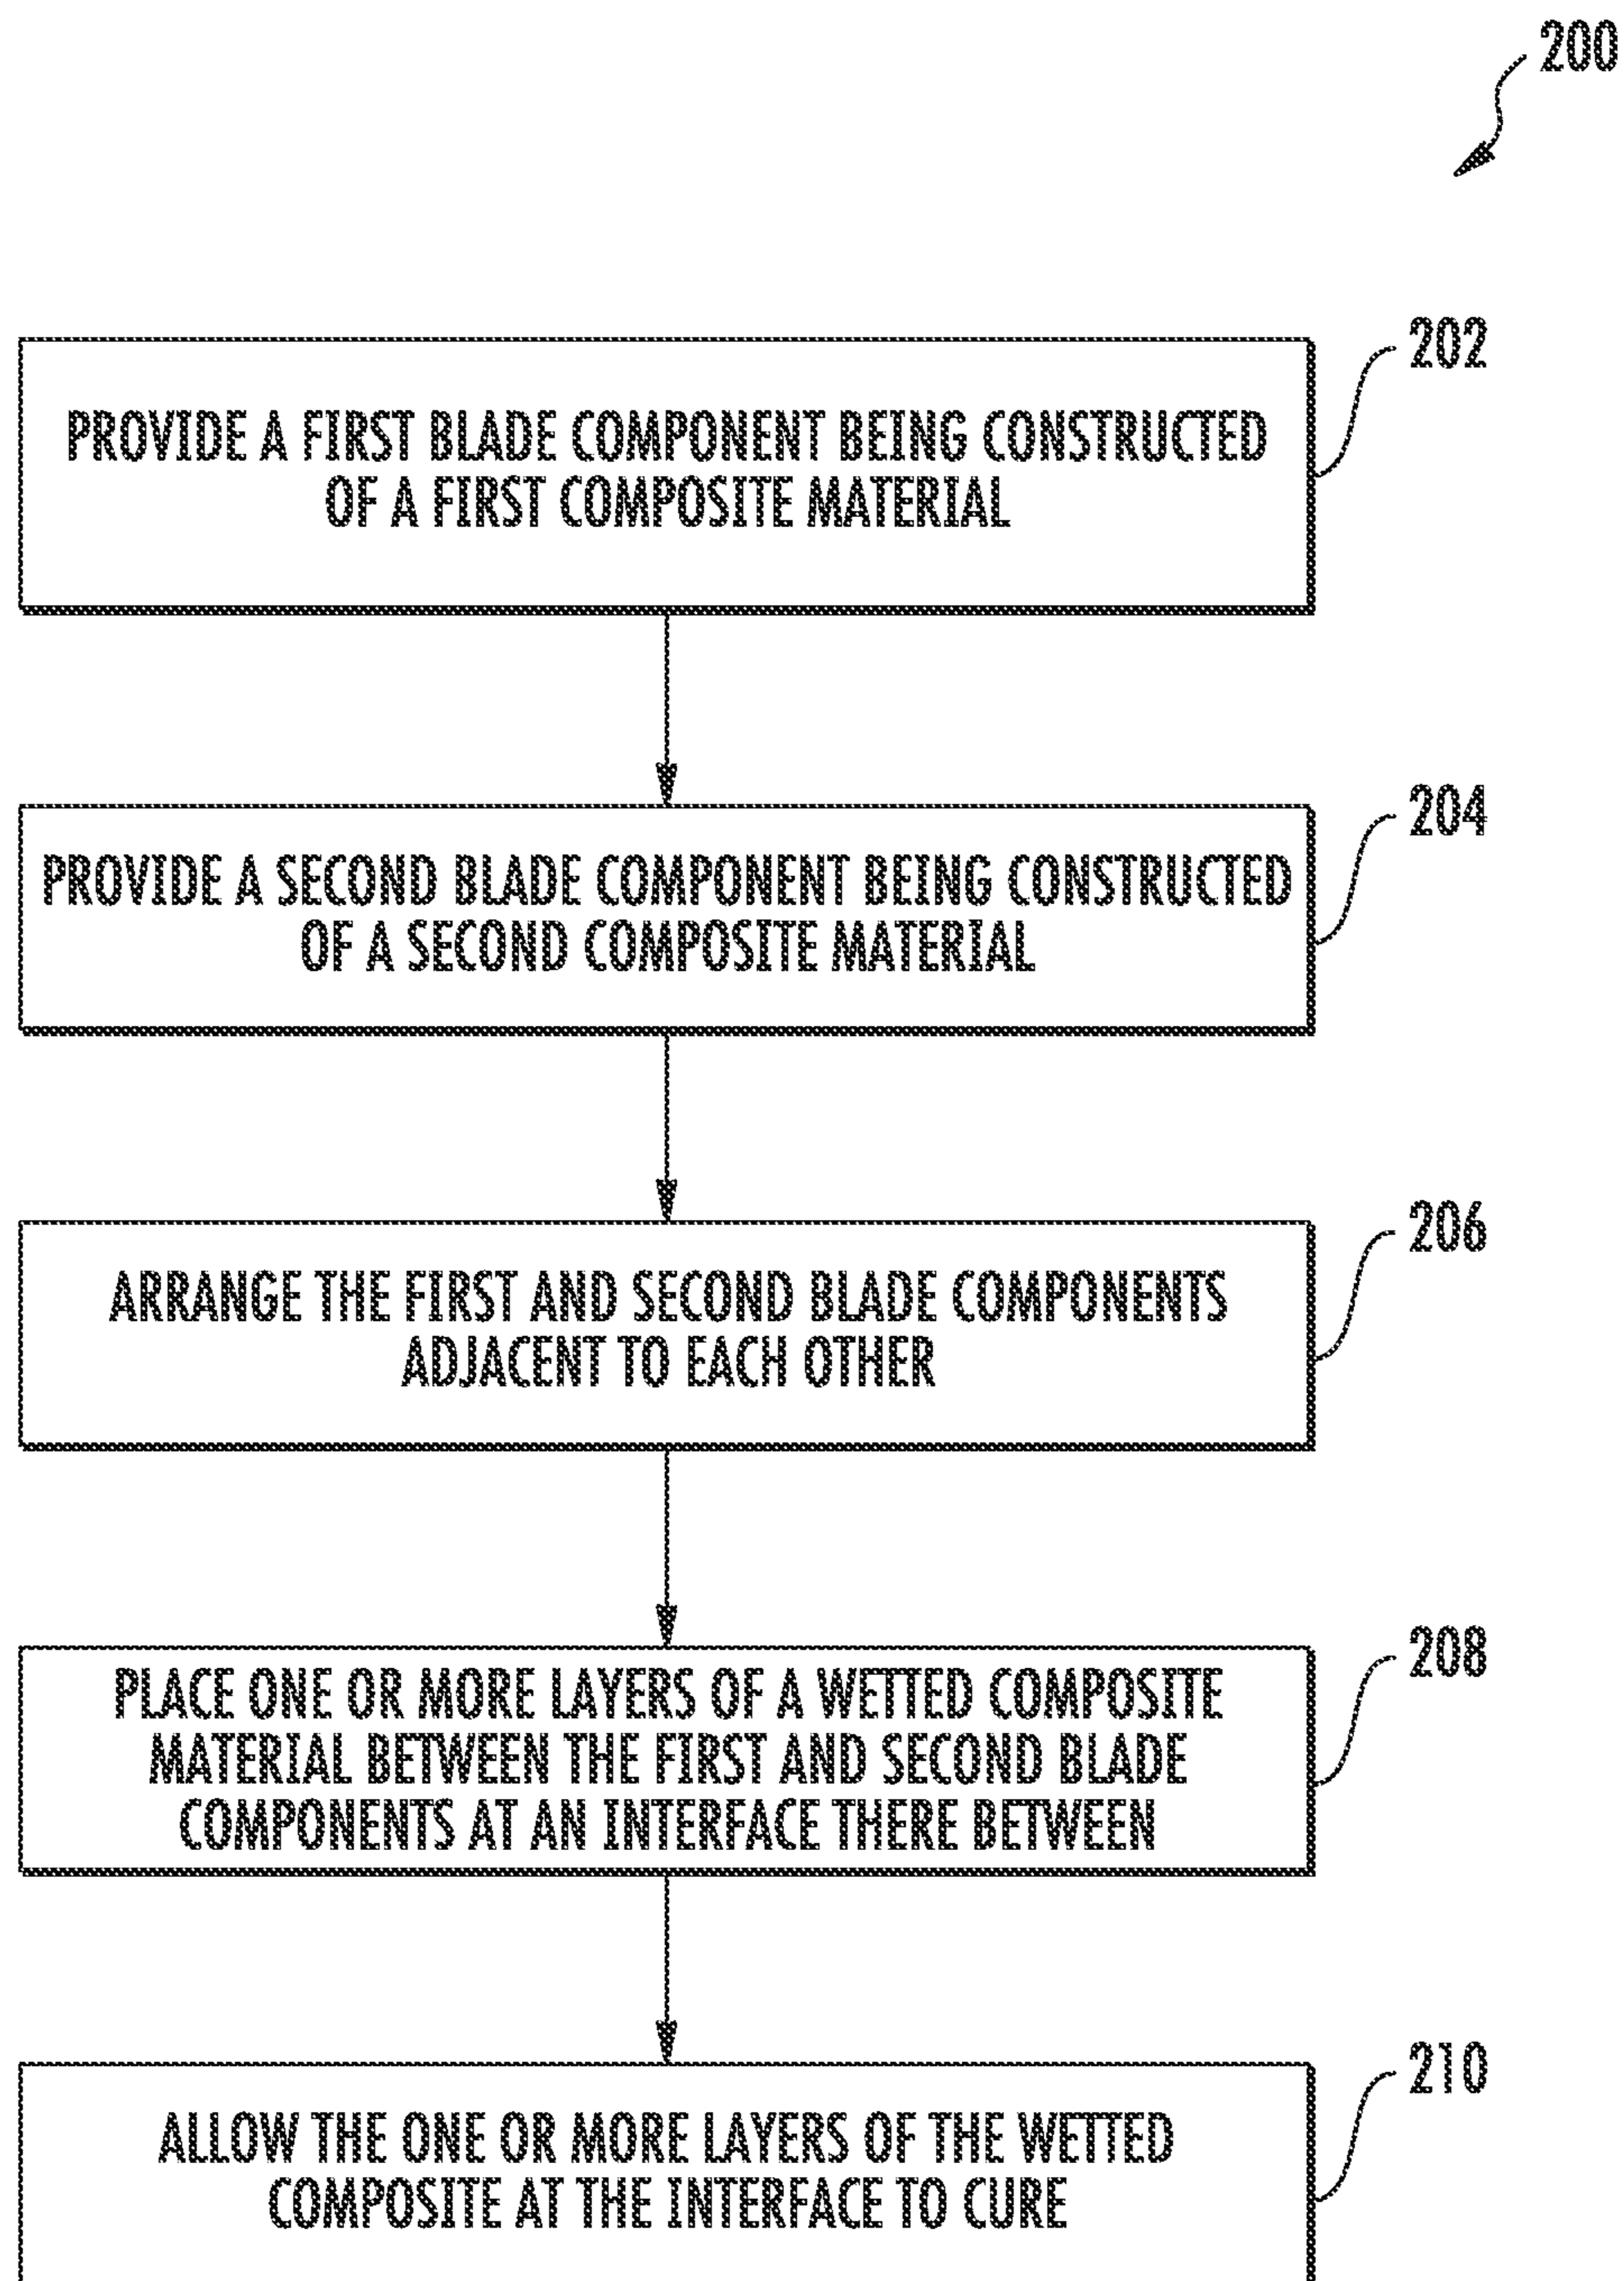 200
202
PROVIDE A FIRST BLADE COMPONENT BEING CONSTRUCTED
OF A FIRST COMPOSITE MATERIAL
204
PROVIDE A SECOND BLADE COMPONENT BEING CONSTRUCTED
OF A SECOND COMPOSITE MATERIAL
206
ARRANGE THE FIRST AND SECOND BLADE COMPONENTS
ADJACENT TO EACH OTHER
208
PLACE ONE OR MORE LAYERS OF A WETTED COMPOSITE
MATERIAL BETWEEN THE FIRST AND SECOND BLADE
COMPONENTS AT AN INTERFACE THERE BETWEEN
210
ALLOW THE ONE OR MORE LAYERS OF THE WETTED
COMPOSITE AT THE INTERFACE TO CURE